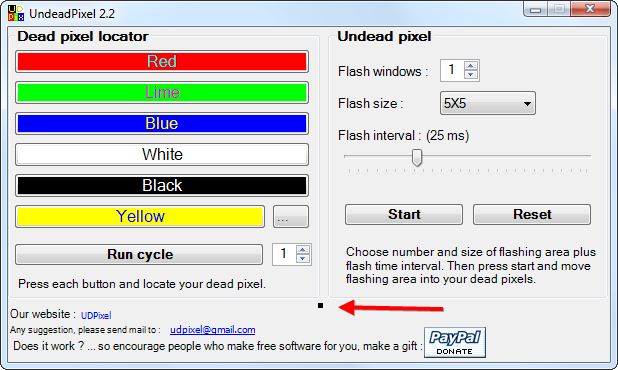 UndeadPixel 2.2
Dead pixel locator
Red
Lime
Blue
White
Black
Yellow
...
Run cycle
1
Press each button and locate your dead pixel.
Undead pixel
Flash windows :
1
Flash size :
5X5
Flash interval : (25 ms)
Start
Reset
Choose number and size of flashing area plus
flash time interval. Then press start and move
flashing area into your dead pixels.
Our website : UDPixel
Any suggestion, please send mail to : udpixel@gmail.com
Does it work ? ... so encourage people who make free software for you, make a gift :
PayPal
DONATE